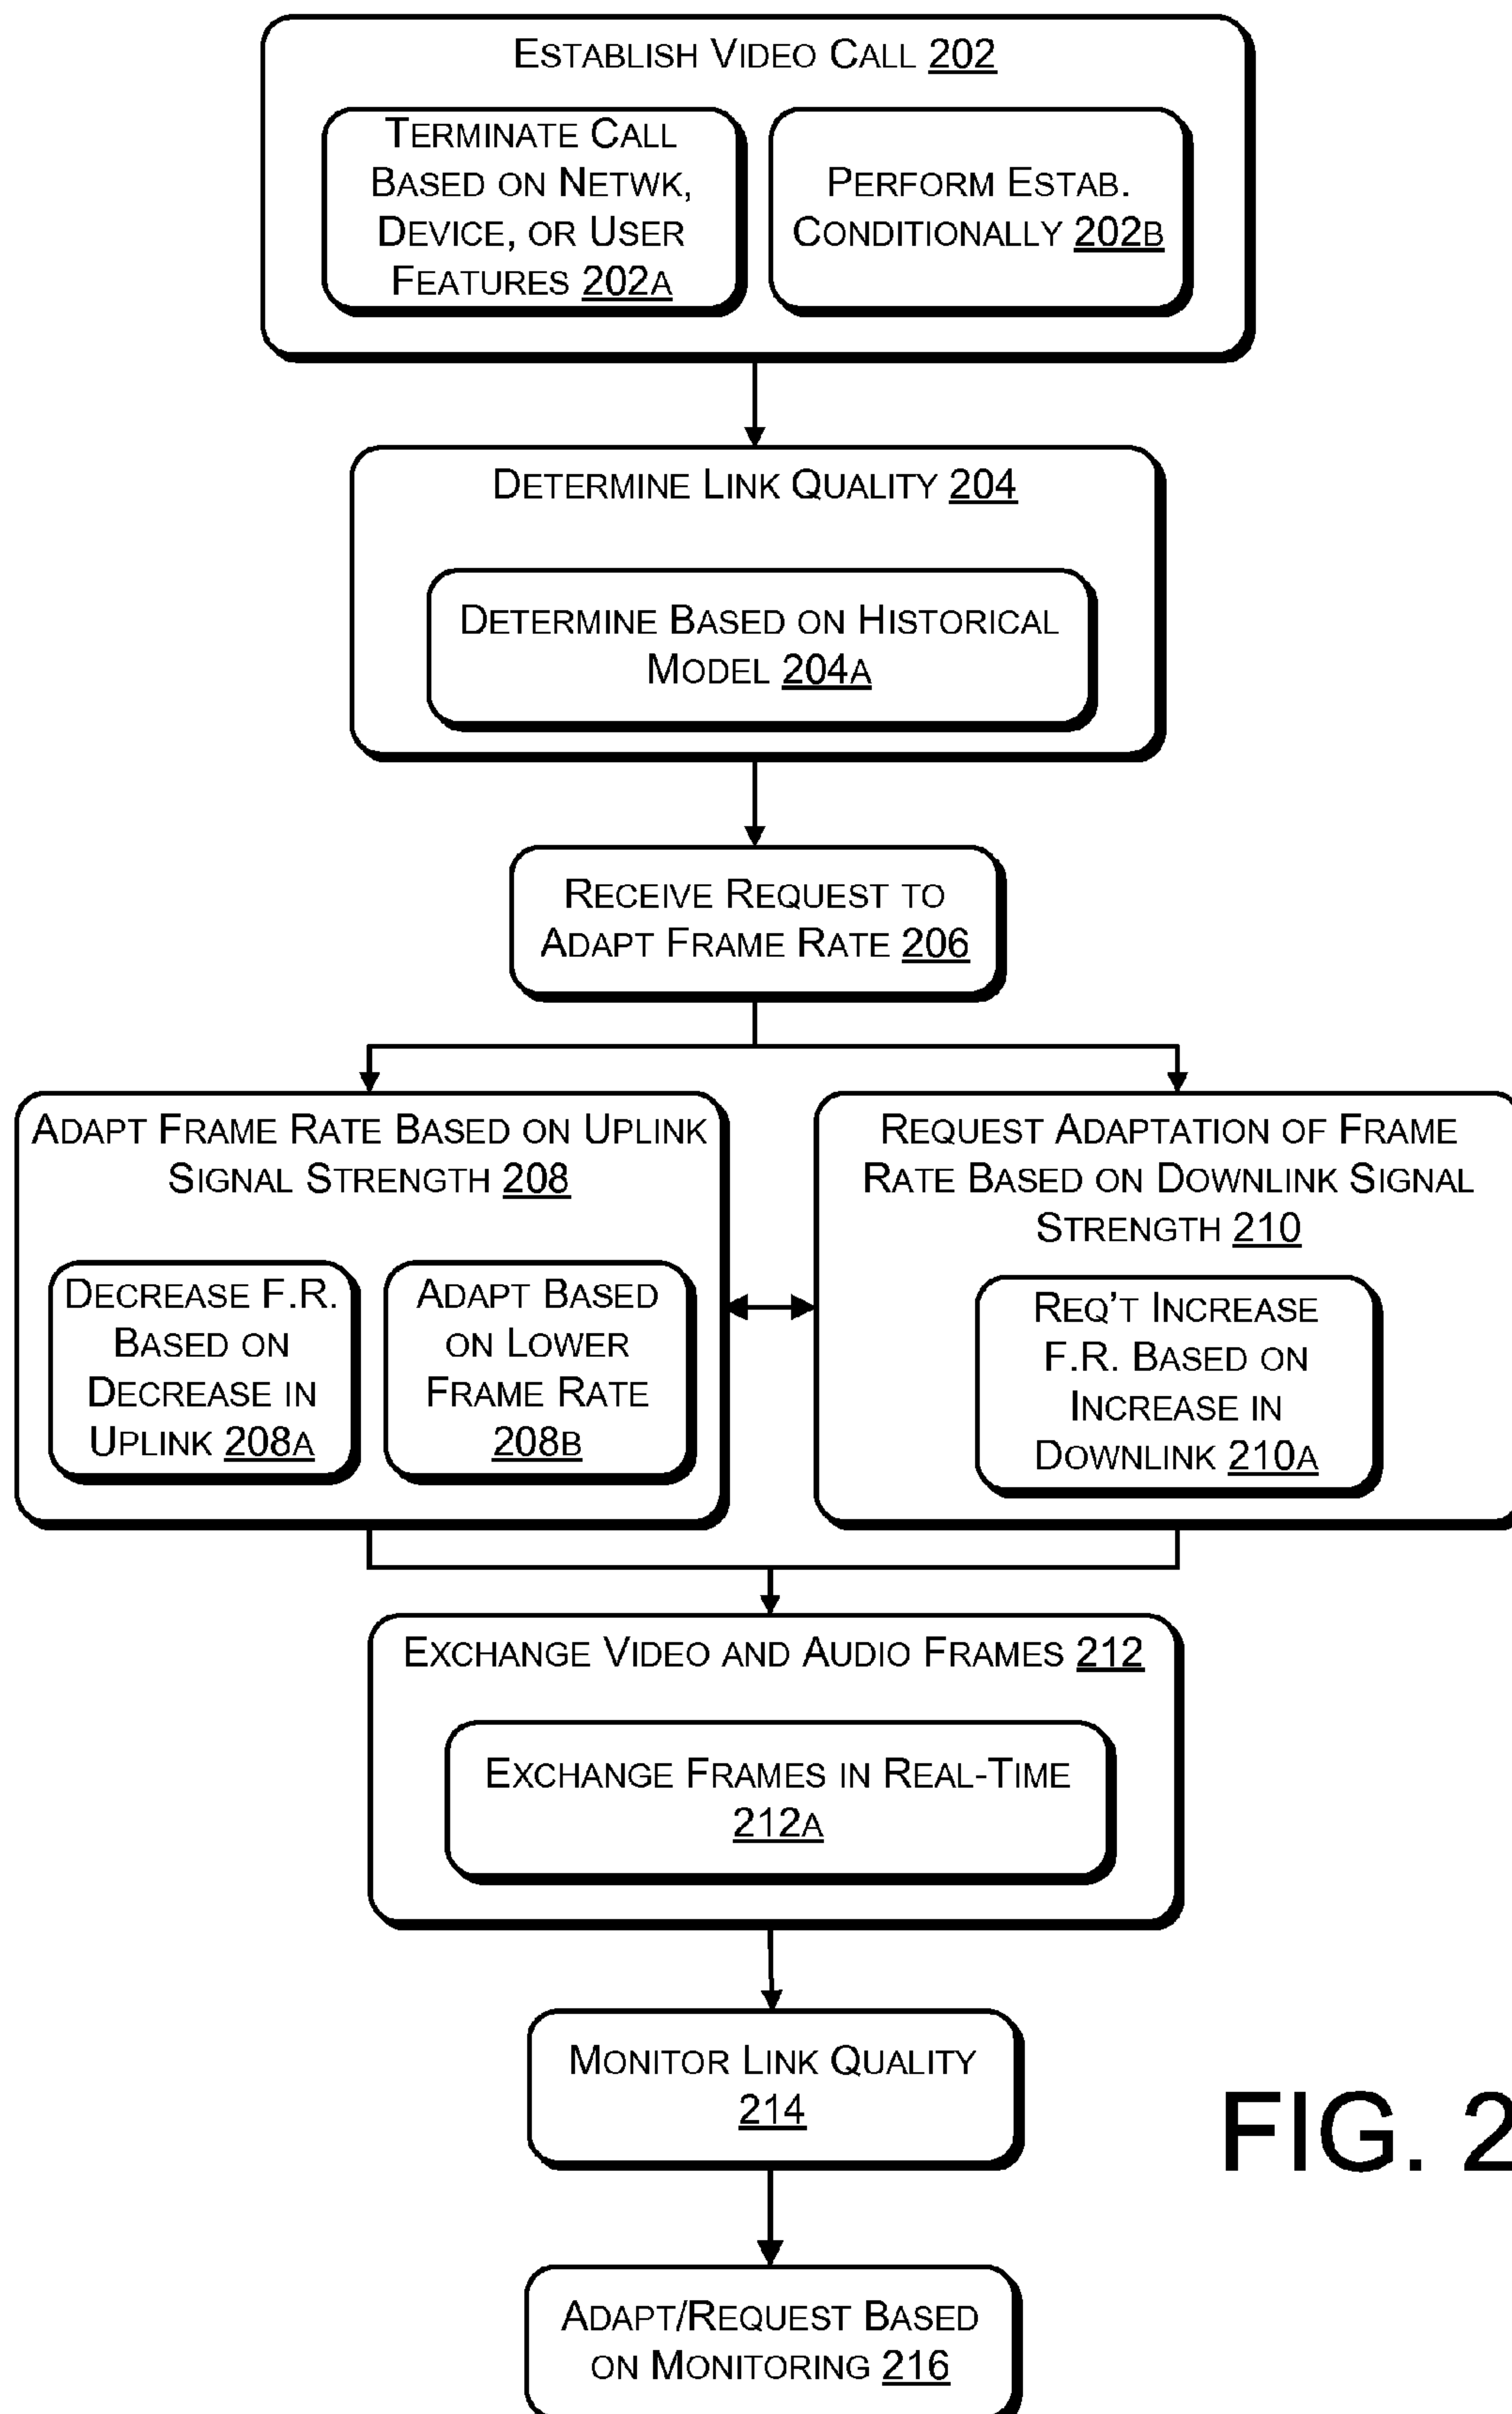 ESTABLISH VIDEO CALL 202
TERMINATE CALL
BASED ON NETWK,
DEVICE, OR USER
FEATURES 202A
PERFORM ESTAB.
CONDITIONALLY 202B
DETERMINE LINK QUALITY 204
DETERMINE BASED ON HISTORICAL
MODEL 204A
RECEIVE REQUEST TO
ADAPT FRAME RATE 206
ADAPT FRAME RATE BASED ON UPLINK
SIGNAL STRENGTH 208
DECREASE F.R.
BASED ON
DECREASE IN
UPLINK 208A
ADAPT BASED
ON LOWER
FRAME RATE
208B
REQUEST ADAPTATION OF FRAME
RATE BASED ON DOWNLINK SIGNAL
STRENGTH 210
REQ'T INCREASE
F.R. BASED ON
INCREASE IN
DOWNLINK 210A
EXCHANGE VIDEO AND AUDIO FRAMES 212
EXCHANGE FRAMES IN REAL-TIME
212A
MONITOR LINK QUALITY
214
FIG. 2
ADAPT/REQUEST BASED
ON MONITORING 216